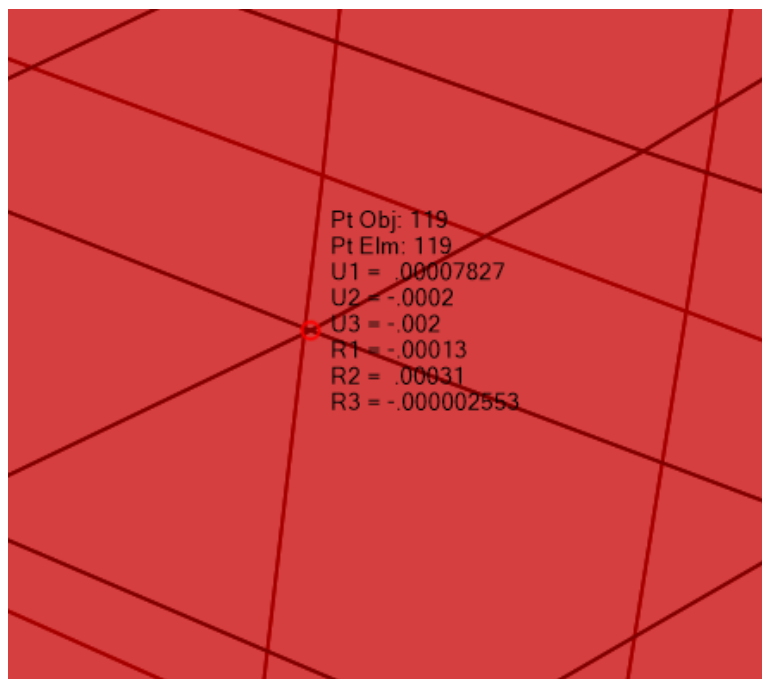 Pt Obj: 119
Pt Elm: 119
U1 = .00007827
U2 = -.0002
U3 = -.002
R1 = -.00013
R2 = .00031
R3 = -.000002553